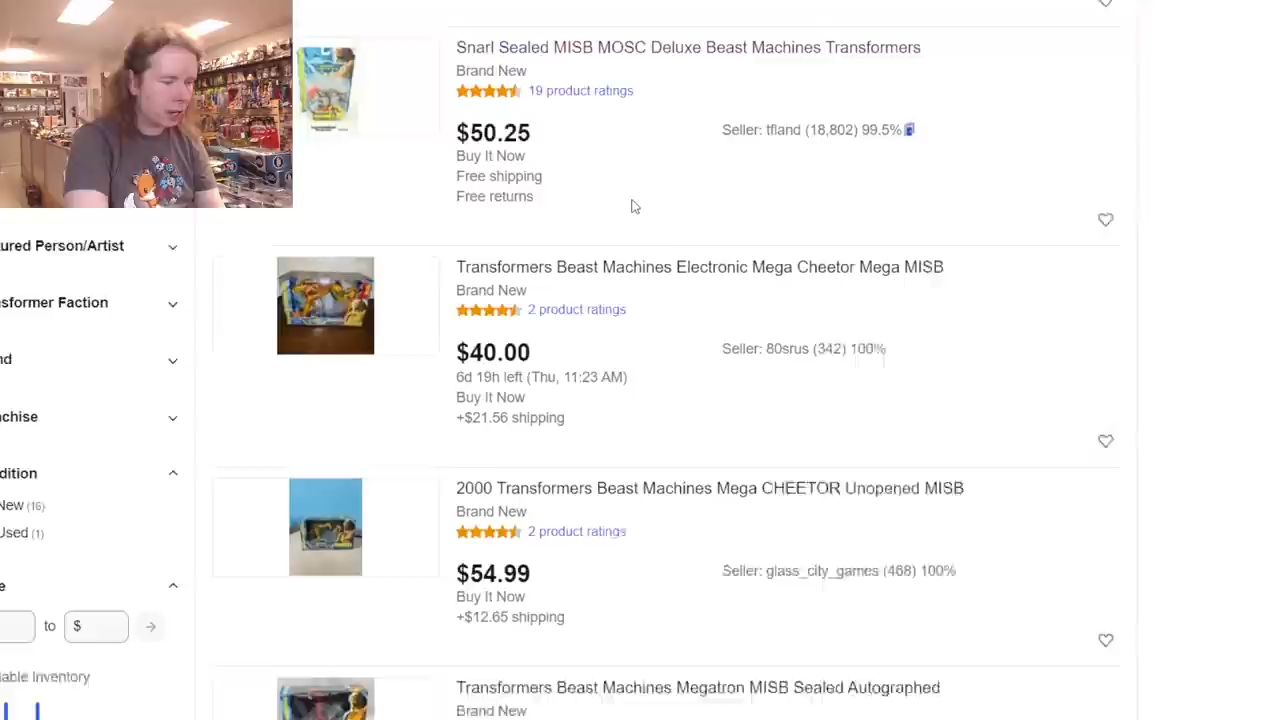 Snarl Sealed MISB MOSC Deluxe Beast Machines Transformers
Brand New
19 product ratings
$50.25
Seller: tfland (18,802) 99.5%
Buy It Now
Free shipping
Free returns
ured Person/Artist
Transformers Beast Machines Electronic Mega Cheetor Mega MISB
Brand New
sformer Faction
2 product ratings
$40.00
Seller: 80srus (342) 100%
nd
6d 19h left (Thu, 11:23 AM)
Buy It Now
chise
+$21.56 shipping
dition
2000 Transformers Beast Machines Mega CHEETOR Unopened MISB
New (16)
Brand New
Used (1)
2 product ratings
$54.99
Seller: glass_city_games (468) 100%
e
Buy It Now
+$12.65 shipping
to $
lable Inventory
Transformers Beast Machines Megatron MISB Sealed Autographed
Brand New